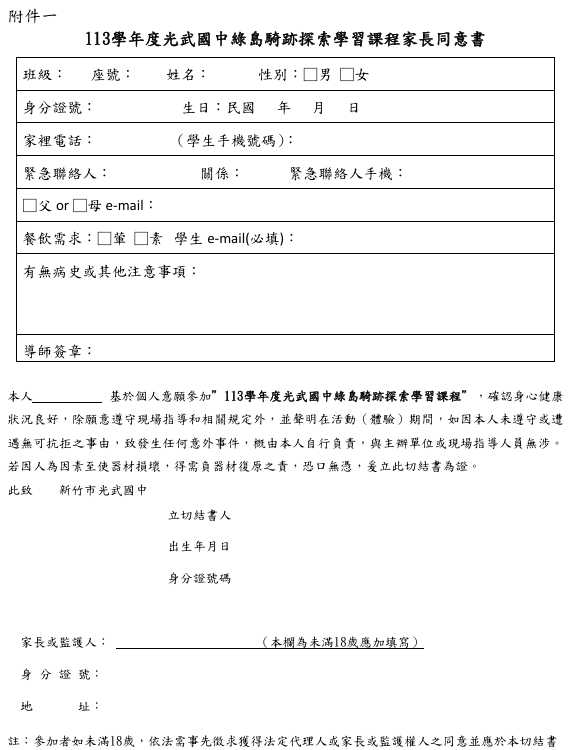 附件一
113學年度光武國中綠島騎跡探索學習課程家長同意書
班級： 座號： 姓名： 性別：□男 □女
身分證號： 生日：民國 年 月 日
家裡電話： （學生手機號碼）：
緊急聯絡人： 關係： 緊急聯絡人手機：
□父 or □母 e-mail：
餐飲需求：□葷 □素 學生 e-mail(必填)：
有無病史或其他注意事項：
導師簽章：
本人__________ 基於個人意願參加”113學年度光武國中綠島騎跡探索學習課程”，確認身心健康
狀況良好，除願意遵守現場指導和相關規定外，並聲明在活動（體驗）期間，如因本人未遵守或遭
遇無可抗拒之事由，致發生任何意外事件，概由本人自行負責，與主辦單位或現場指導人員無涉。
若因人為因素至使器材損壞，得需負器材復原之責，恐口無憑，爰立此切結書為證。
此致 新竹市光武國中
立切結書人
出生年月日
身分證號碼
家長或監護人： ____________________（本欄為未滿18歲應加填寫）
身 分 證 號：
地 址：
註：參加者如未滿18歲，依法需事先徵求獲得法定代理人或家長或監護權人之同意並應於本切結書